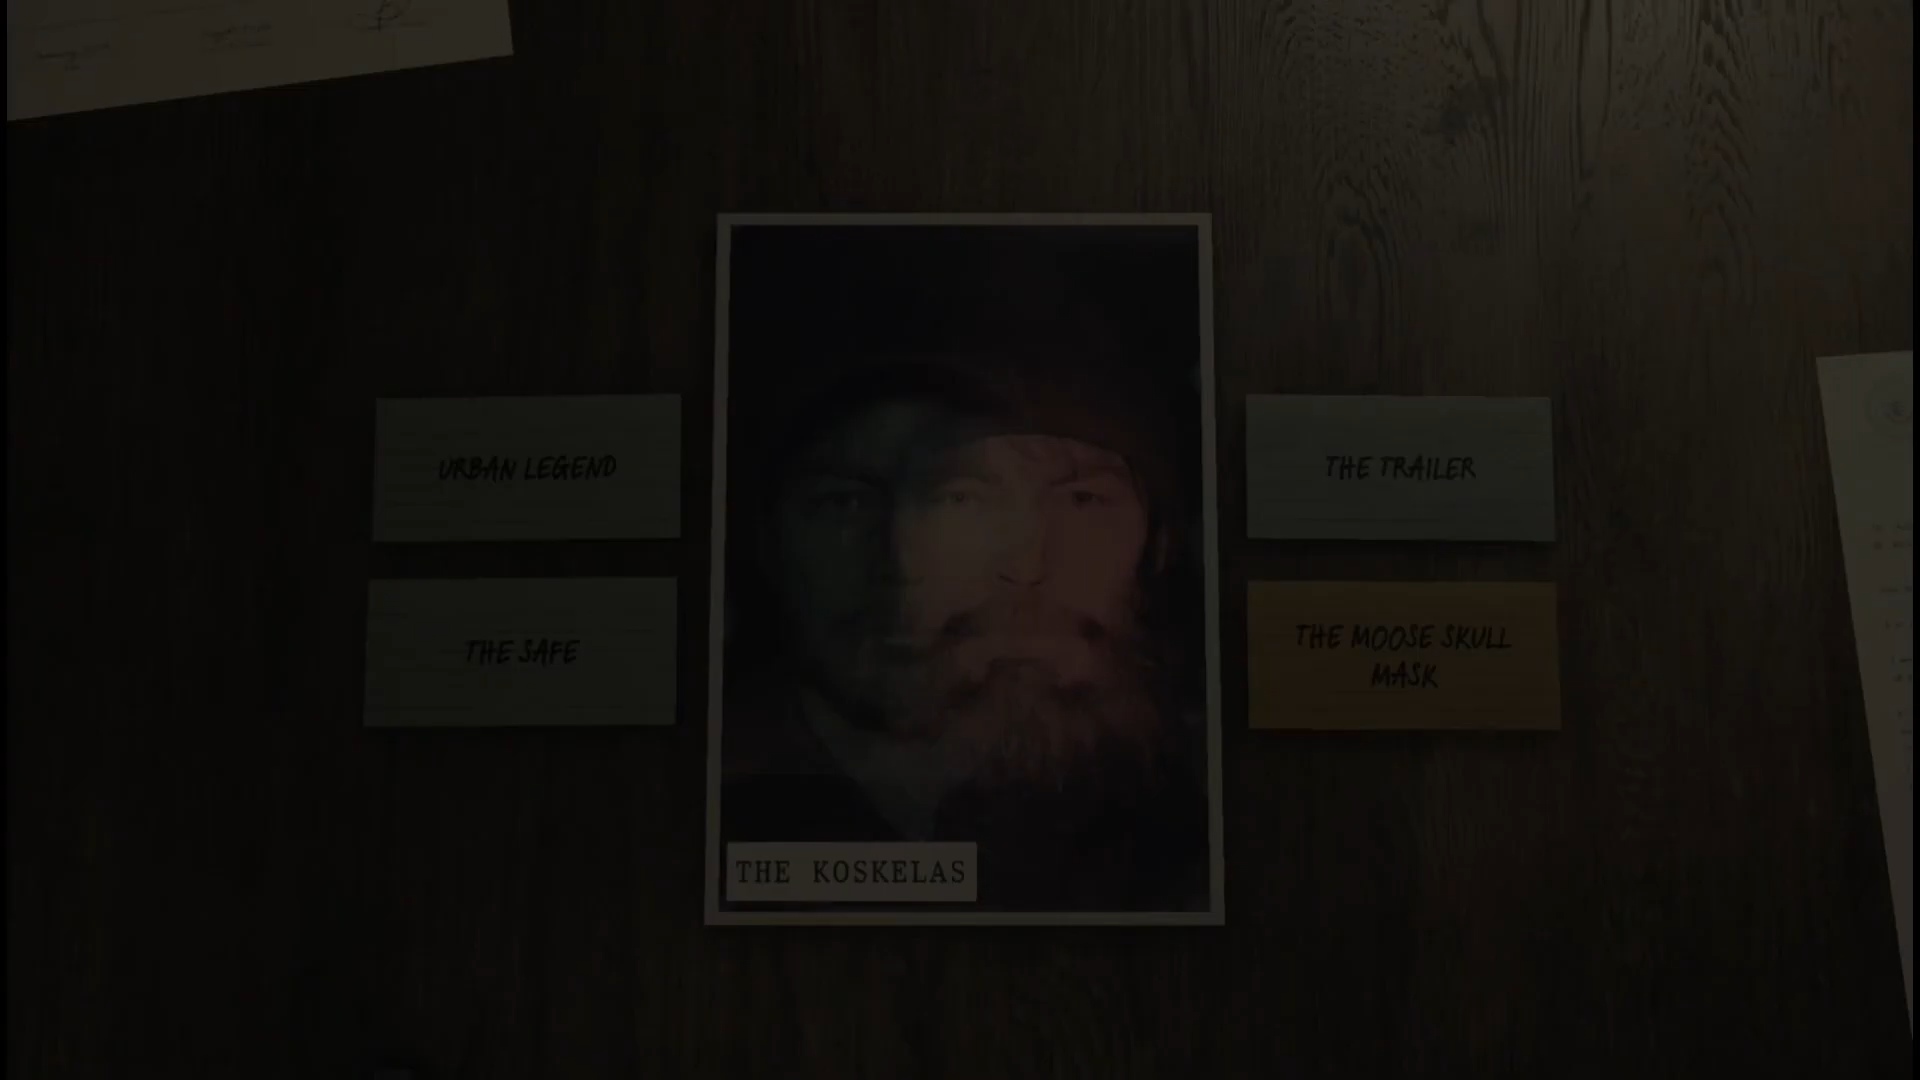 URBAN LEGEND
THE SAFE
THE KOSKELAS
THE TRAILER
THE MOOSE SKULL
MASK